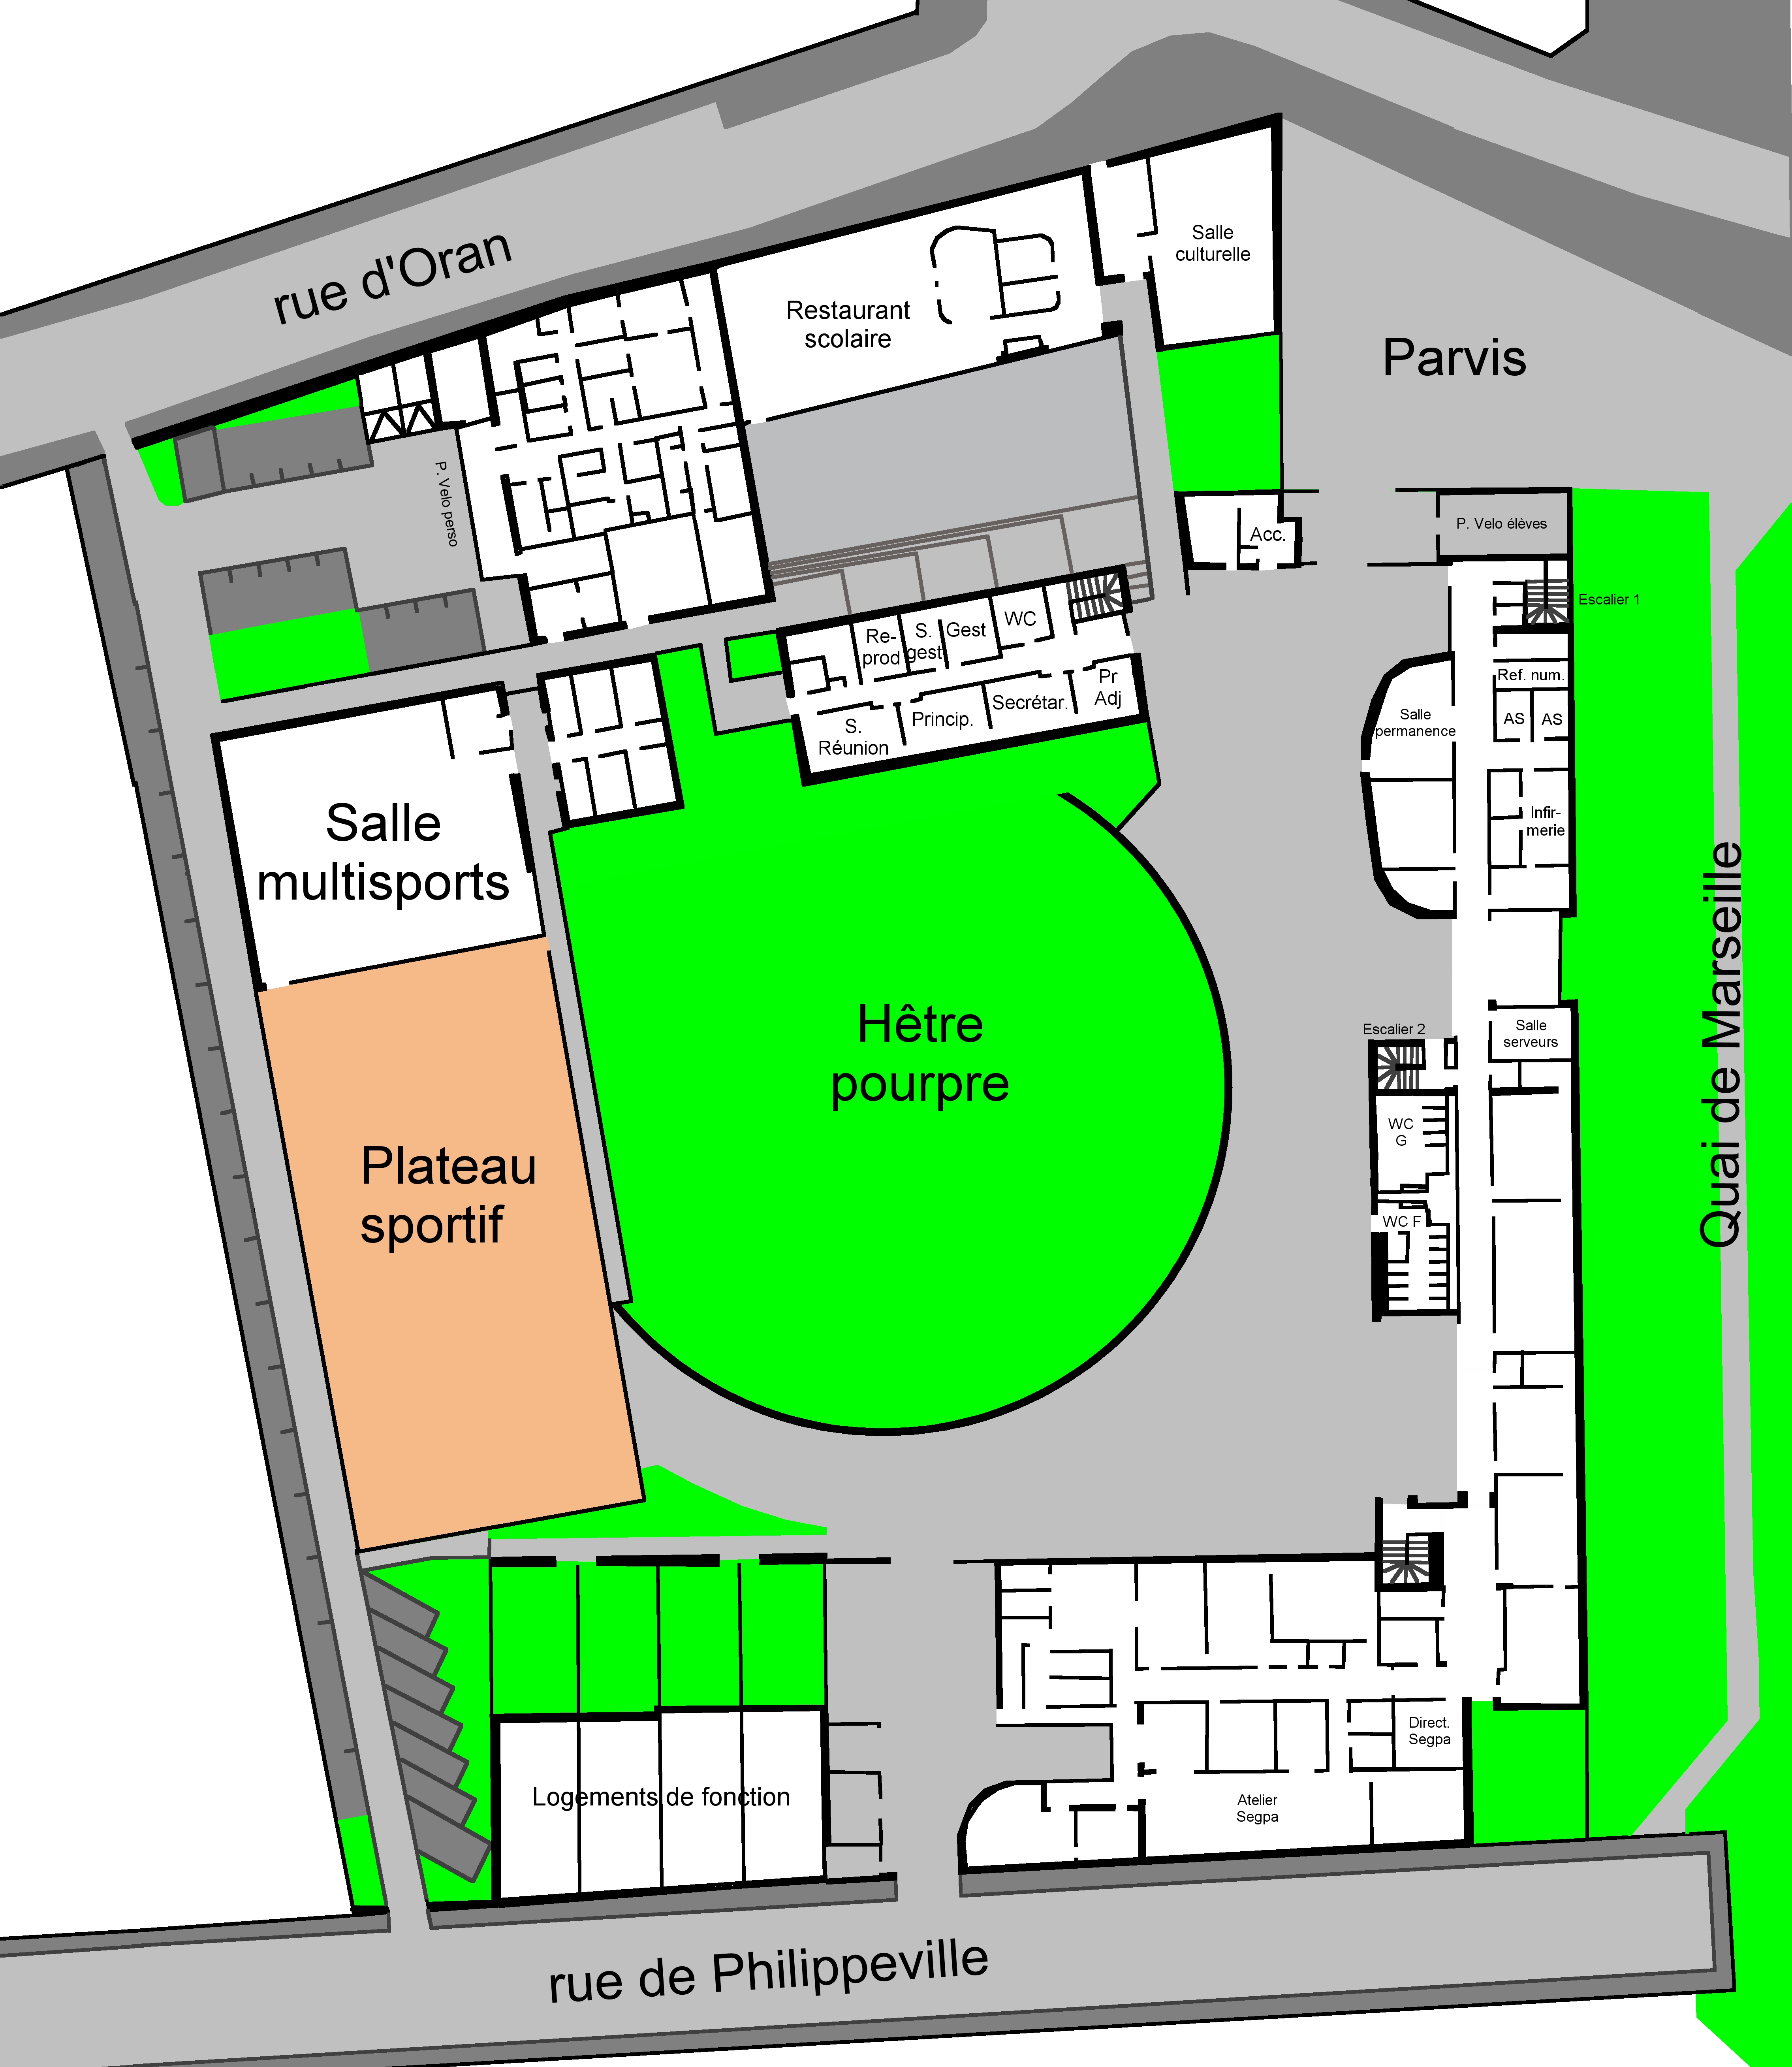 rue d'Oran
Salle
culturelle
Restaurant
scolaire
Parvis
P. Velo perso
Acc.
P. Velo élèves
Escalier 1
Re-
prod
S.
gest
Gest
WC
Pr
Adj
Secrétar.
Princip.
S.
Réunion
Ref. num.
AS
AS
Salle
permanence
Infir-
merie
Salle
multisports
Quai de Marseille
Hêtre
pourpre
Escalier 2
Salle
serveurs
WC
G
WC F
Plateau
sportif
Direct.
Segpa
Atelier
Segpa
Logements de fonction
rue de Philippeville